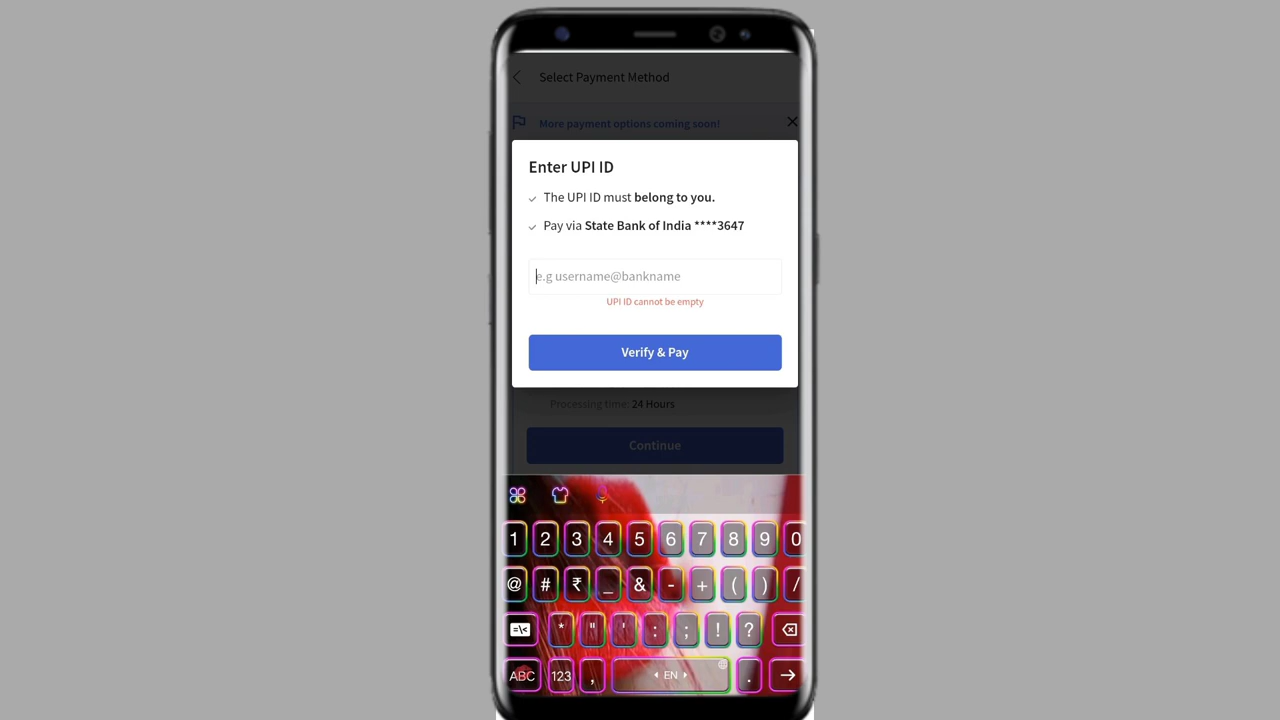 Select Payment Method
More payment options coming soon!
Enter UPI ID
The UPI ID must belong to you.
Pay via State Bank of India ****3647
e.g username@bankname
UPI ID cannot be empty
Verify & Pay
Processing time: 24 Hours
Continue
1 2 3 4 5 6 7 8 9 0
@ # ₹ _ & - + ( ) /
=\< * " ' : ; ! ?
ABC 123 , EN .